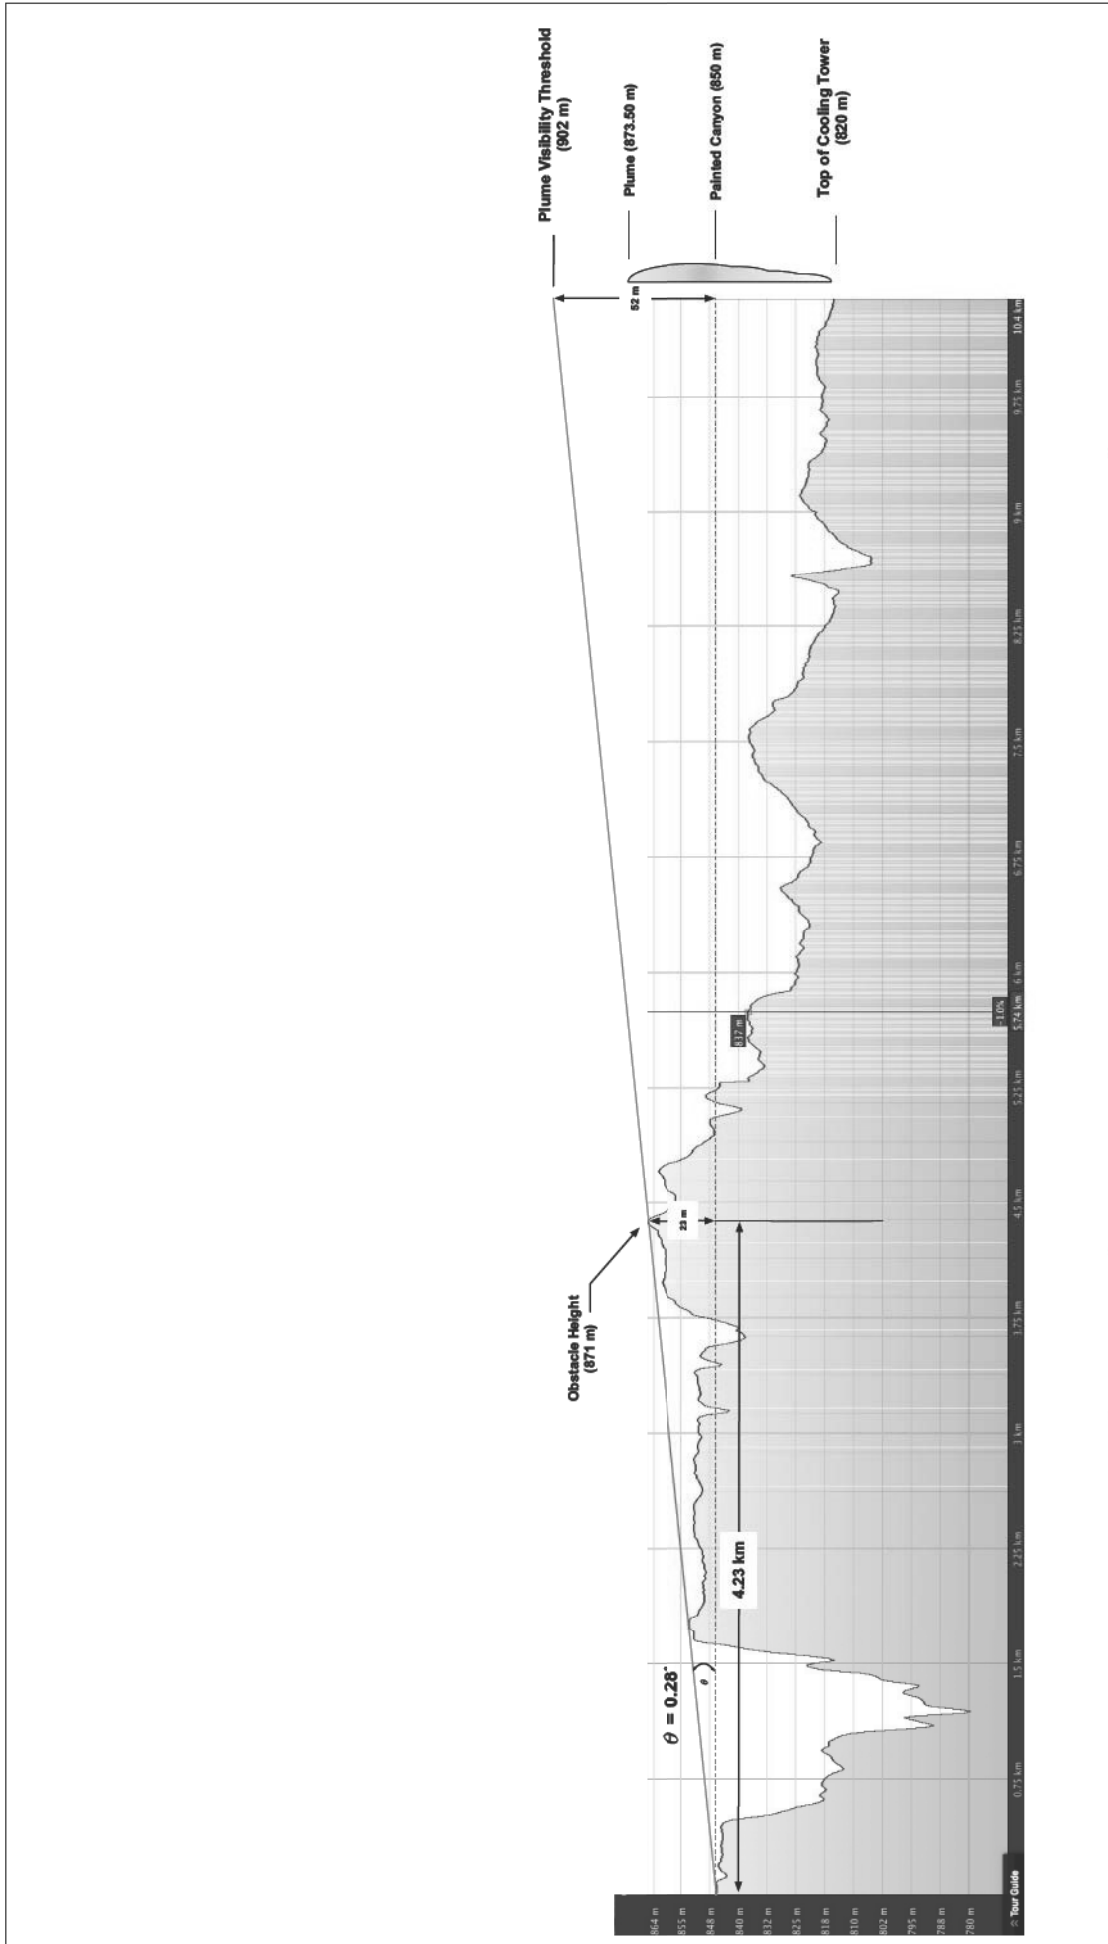 Plume Visibility Threshold
(902 m)
Plume (873.50 m)
Painted Canyon (850 m)
Top of Cooling Tower
(820 m)
52 m
Obstacle Height
(871 m)
23 m
4.23 km
θ = 0.28°
θ
837 m
-1.0%
864 m
855 m
848 m
840 m
832 m
825 m
818 m
810 m
802 m
795 m
788 m
780 m
0.75 km
1.5 km
2.25 km
3 km
3.75 km
4.5 km
5.25 km
5.74 km
6 km
6.75 km
7.5 km
8.25 km
9 km
9.75 km
10.4 km
Tour Guide